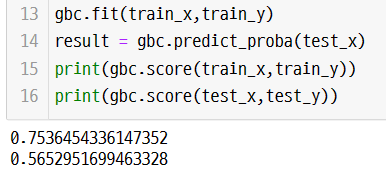 13 gbc.fit(train_x,train_y)
14 result = gbc.predict_proba(test_x)
15 print(gbc.score(train_x,train_y))
16 print(gbc.score(test_x,test_y))
0.7536454336147352
0.5652951699463328